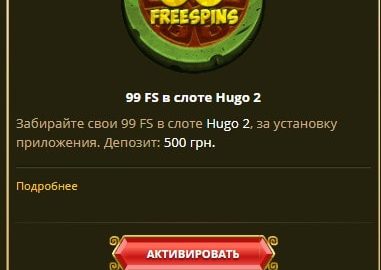 FREESPINS
99 FS в слоте Hugo 2
Забирайте свои 99 FS в слоте Hugo 2, за установку
приложения. Депозит: 500 грн.
Подробнее
АКТИВИРОВАТЬ